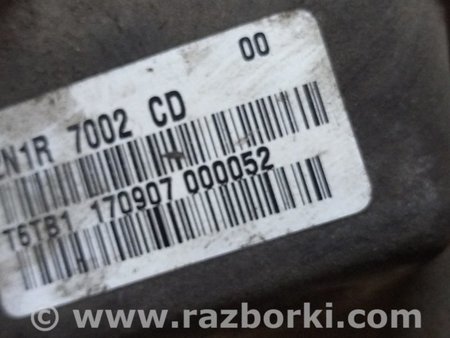 00
N1R 7002 CD
T6TB1 170907 000052
© www.razborki.com